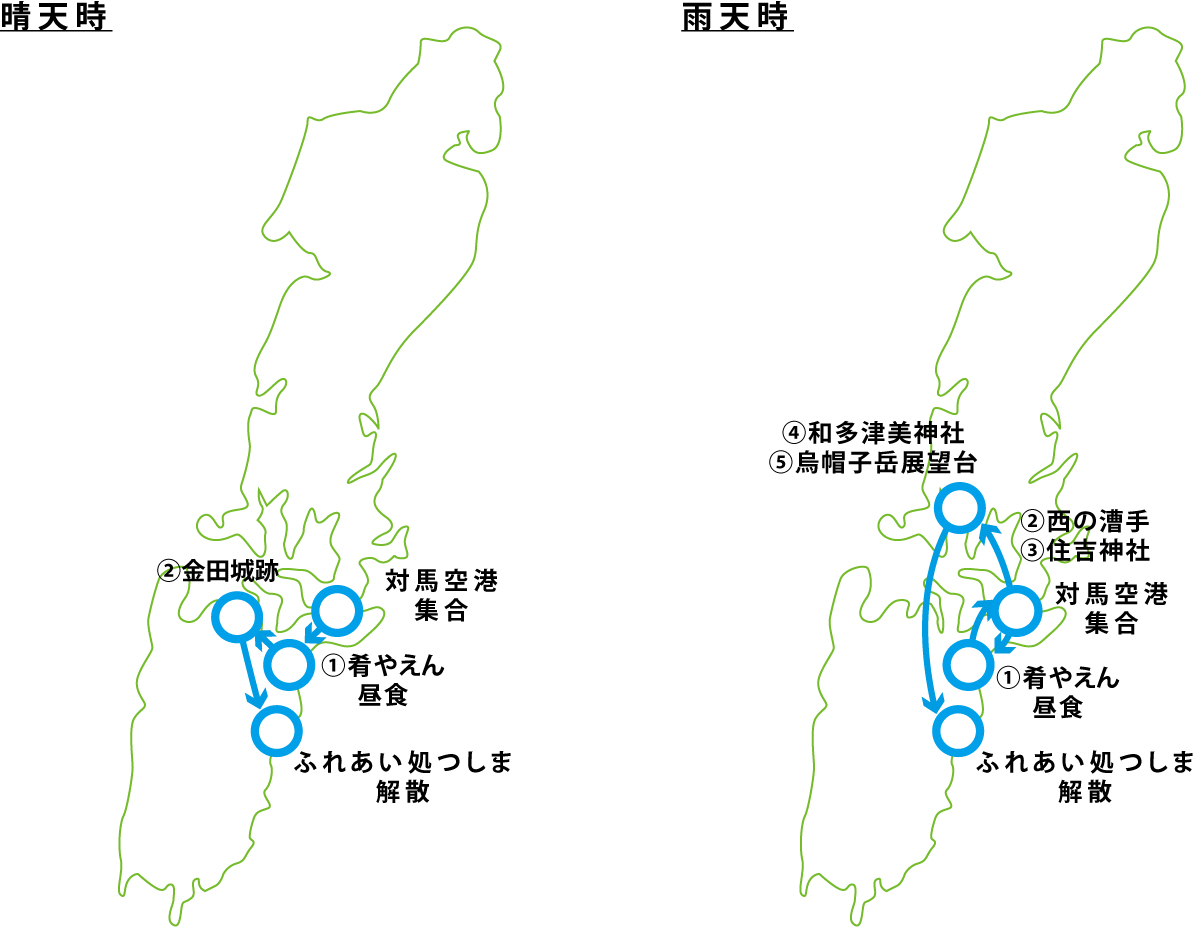 晴天時
②金田城跡
対馬空港
集合
①肴やえん
昼食
ふれあい処つしま
解散
雨天時
④和多津美神社
⑤烏帽子岳展望台
②西の漕手
③住吉神社
対馬空港
集合
①肴やえん
昼食
ふれあい処つしま
解散